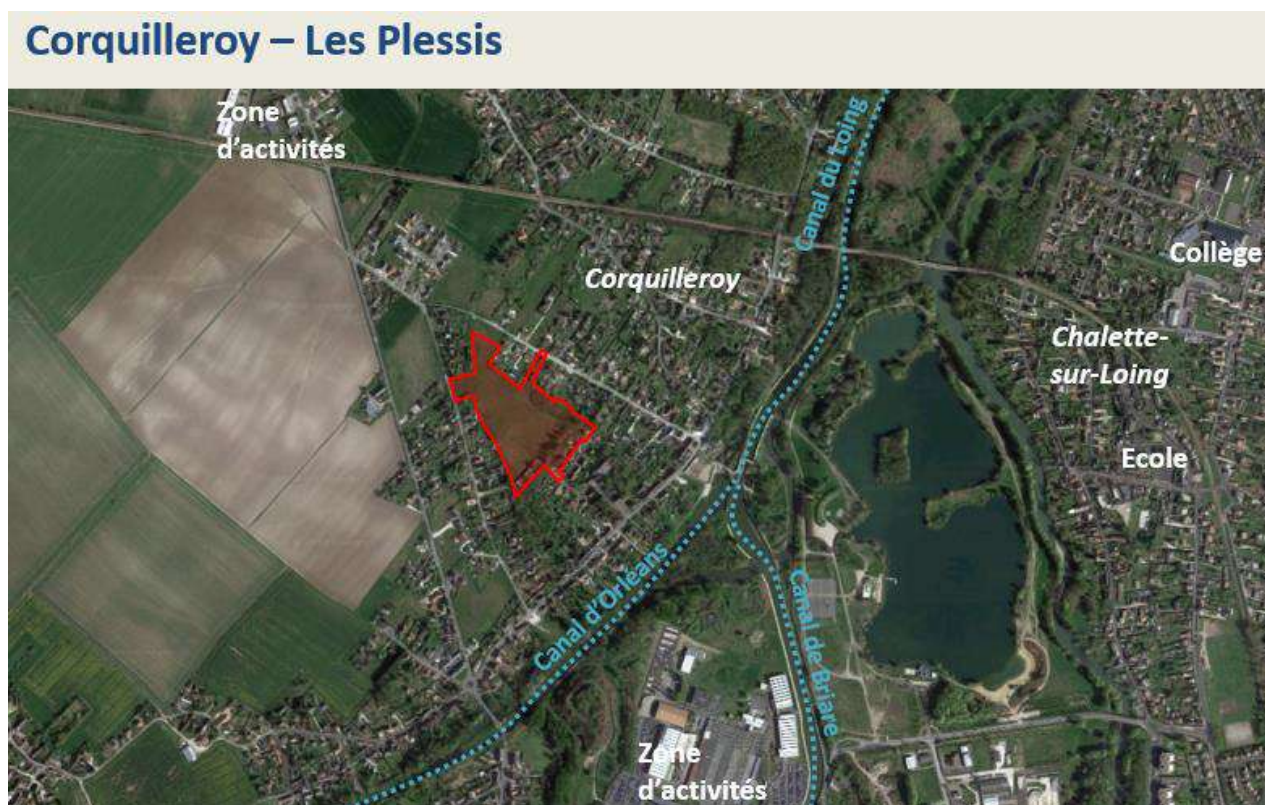 Corquilleroy – Les Plessis
Zone
d'activités
Canal du Loing
Collège
Corquilleroy
Chalette-
sur-Loing
Ecole
Canal d'Orléans
Canal de Briare
Zone
d'activités